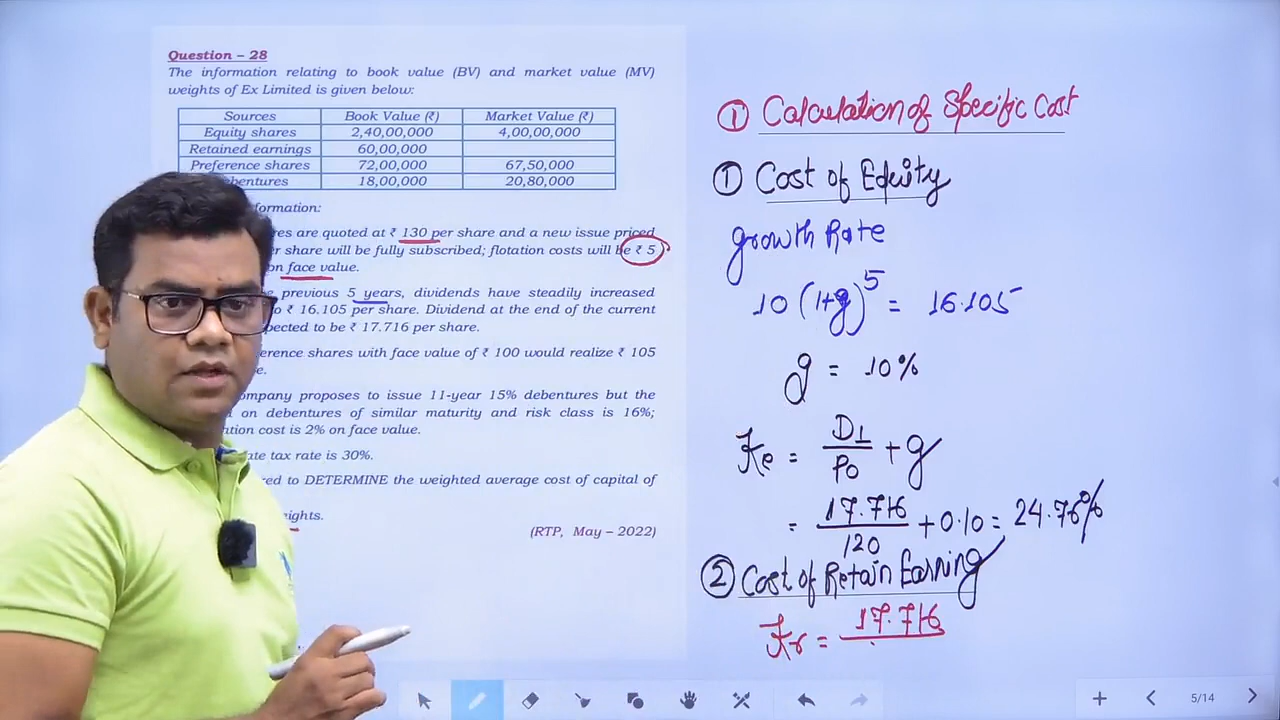 Question – 28
The information relating to book value (BV) and market value (MV)
weights of Ex Limited is given below:
Sources Book Value (₹) Market Value (₹)
Equity shares 2,40,00,000 4,00,00,000
Retained earnings 60,00,000
Preference shares 72,00,000 67,50,000
18,00,000 20,80,000
are quoted at ₹ 130 per share and a new issue priced
share will be fully subscribed; flotation costs will be ₹ 5
on face value.
previous 5 years, dividends have steadily increased
to ₹ 16.105 per share. Dividend at the end of the current
to be ₹ 17.716 per share.
shares with face value of ₹ 100 would realize ₹ 105
proposes to issue 11-year 15% debentures but the
on debentures of similar maturity and risk class is 16%;
cost is 2% on face value.
tax rate is 30%.
to DETERMINE the weighted average cost of capital of
(RTP, May – 2022)
① Calculation of Specific Cost
① Cost of Equity
growth Rate
10 (1+g)^5 = 16.105
g = 10%
Ke = D1/P0 + g
= 17.716/120 + 0.10 = 24.76%
② Cost of Retain Earning
Kr = 17.716
5/14